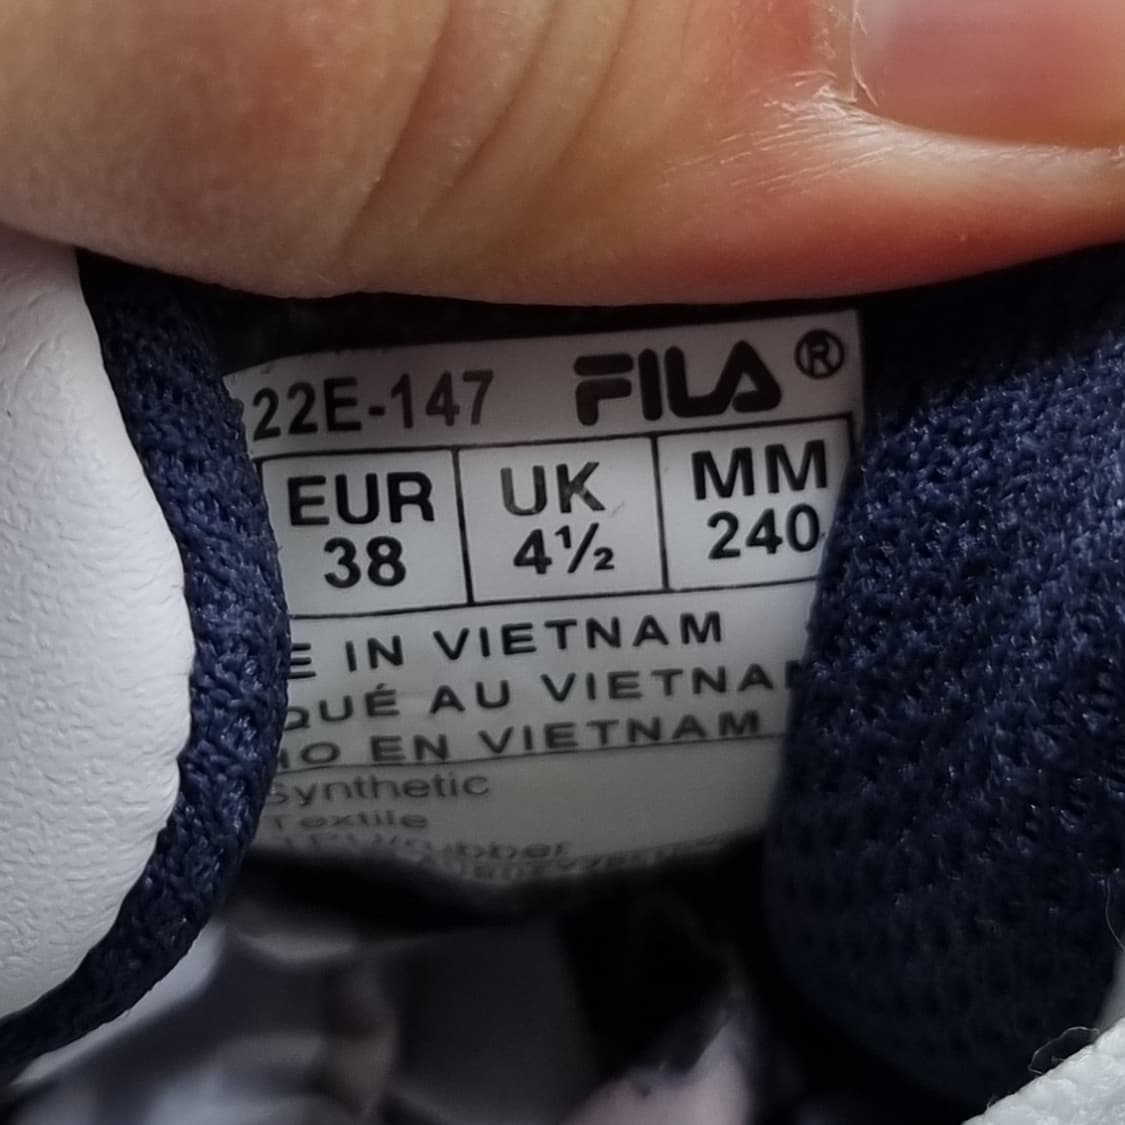 22E-147 FILA®
EUR UK MM
38 4½ 240
E IN VIETNAM
QUÉ AU VIETNA
HO EN VIETNAM
Synthetic
Textile